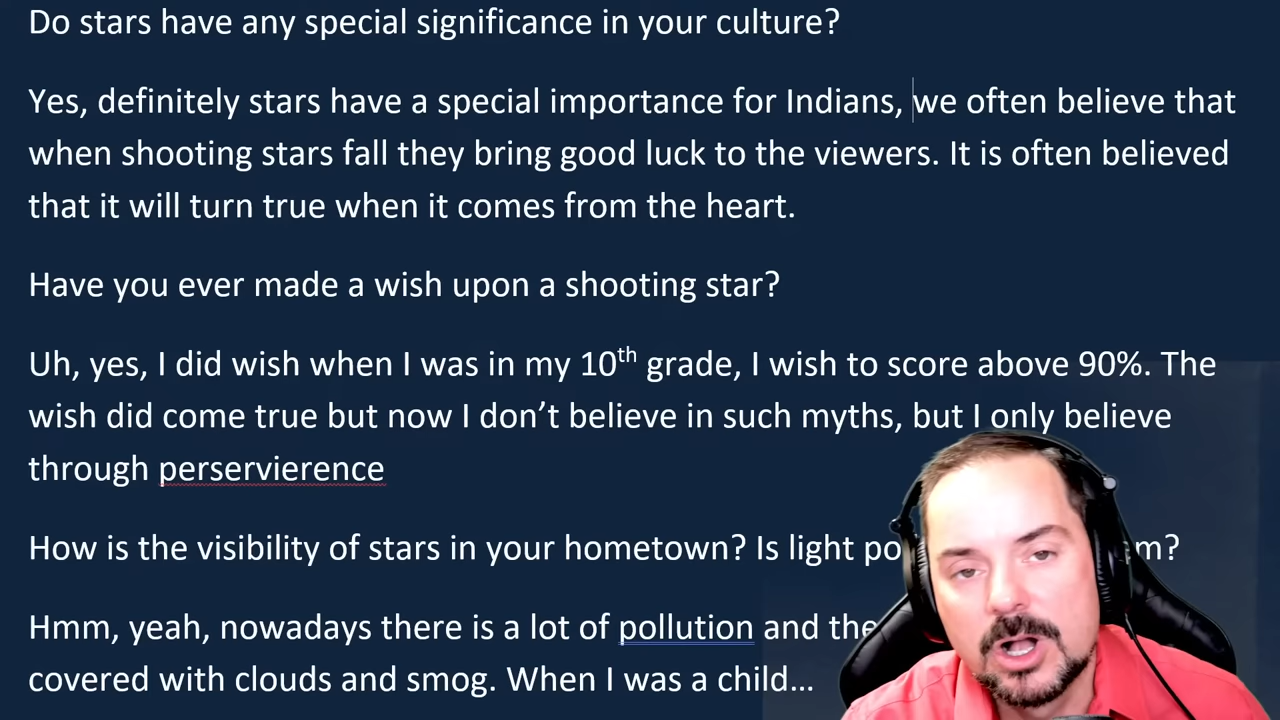 Do stars have any special significance in your culture?
Yes, definitely stars have a special importance for Indians, we often believe that
when shooting stars fall they bring good luck to the viewers. It is often believed
that it will turn true when it comes from the heart.
Have you ever made a wish upon a shooting star?
Uh, yes, I did wish when I was in my 10th grade, I wish to score above 90%. The
wish did come true but now I don’t believe in such myths, but I only believe
through perservierence
How is the visibility of stars in your hometown? Is light
Hmm, yeah, nowadays there is a lot of pollution and
covered with clouds and smog. When I was a child…